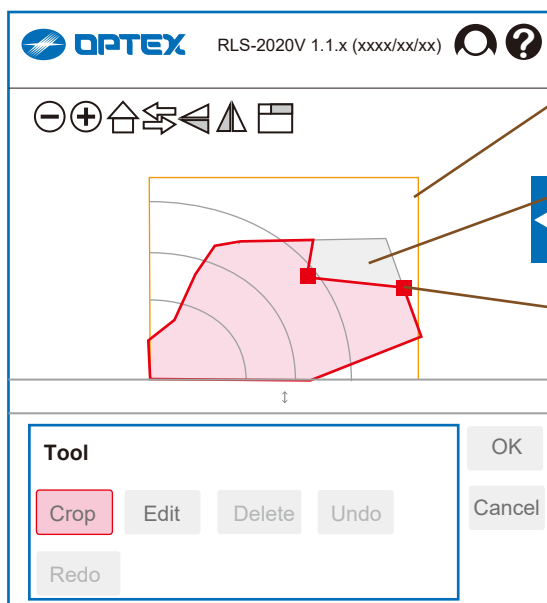 OPTEX RLS-2020V 1.1.x (xxxx/xx/xx) ?
Tool
OK
Crop Edit Delete Undo
Cancel
Redo